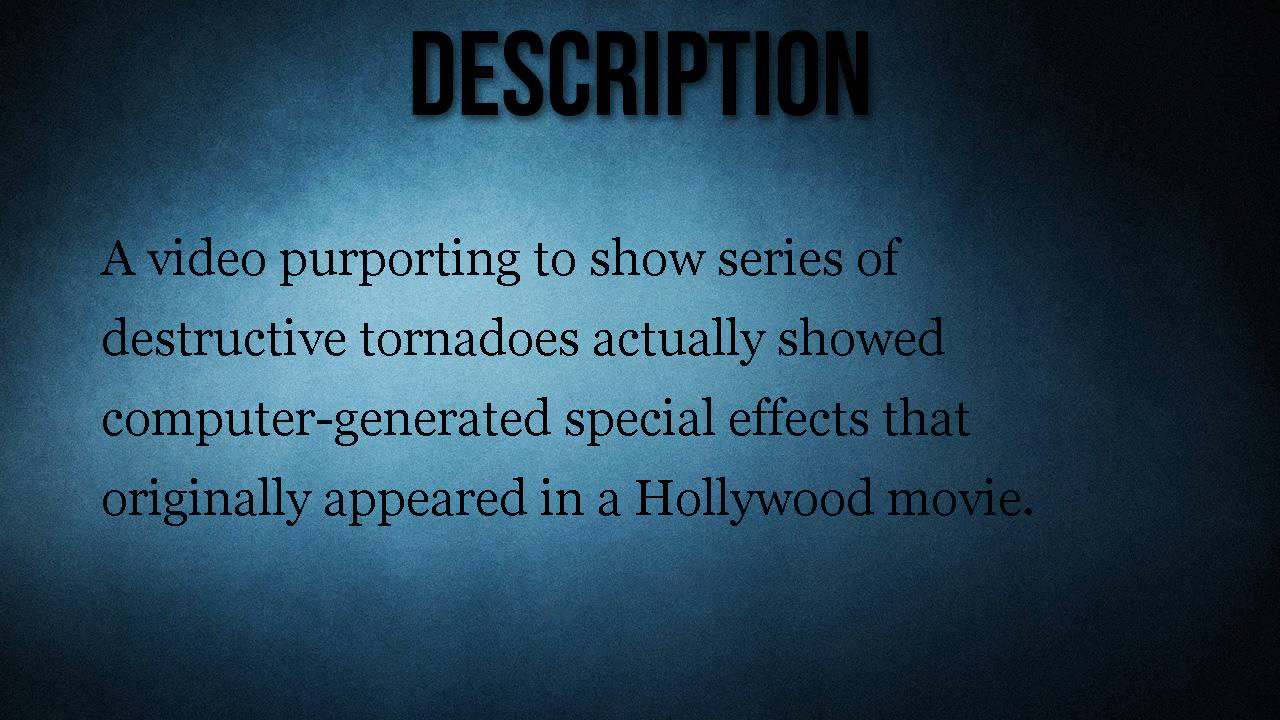 DESCRIPTION
A video purporting to show series of
destructive tornadoes actually showed
computer-generated special effects that
originally appeared in a Hollywood movie.